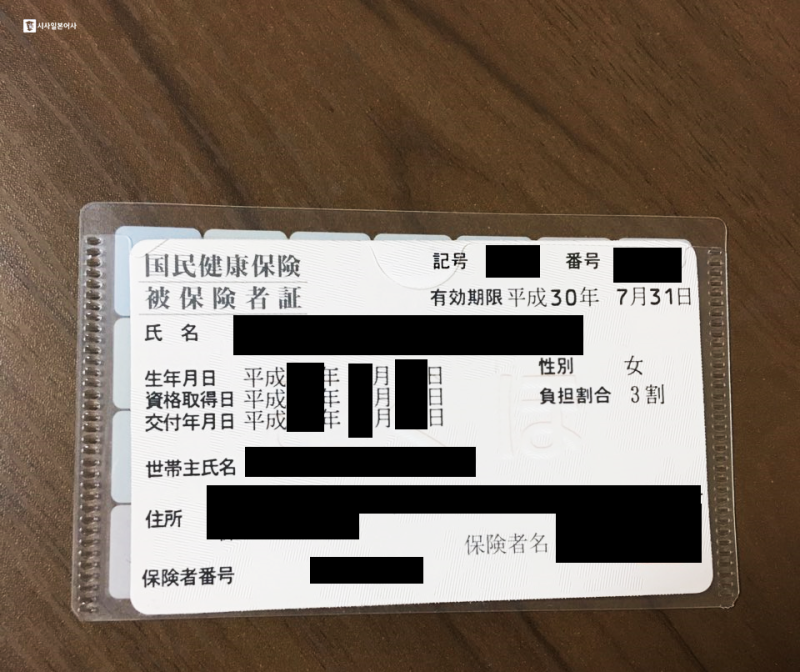 시사일본어사
国民健康保険
被保険者証
記号 番号
有効期限 平成30年 7月31日
氏名
生年月日 平成 年 月 日
性別 女
資格取得日 平成 年 月 日
負担割合 3割
交付年月日 平成 年 月 日
世帯主氏名
住所
保険者名
保険者番号